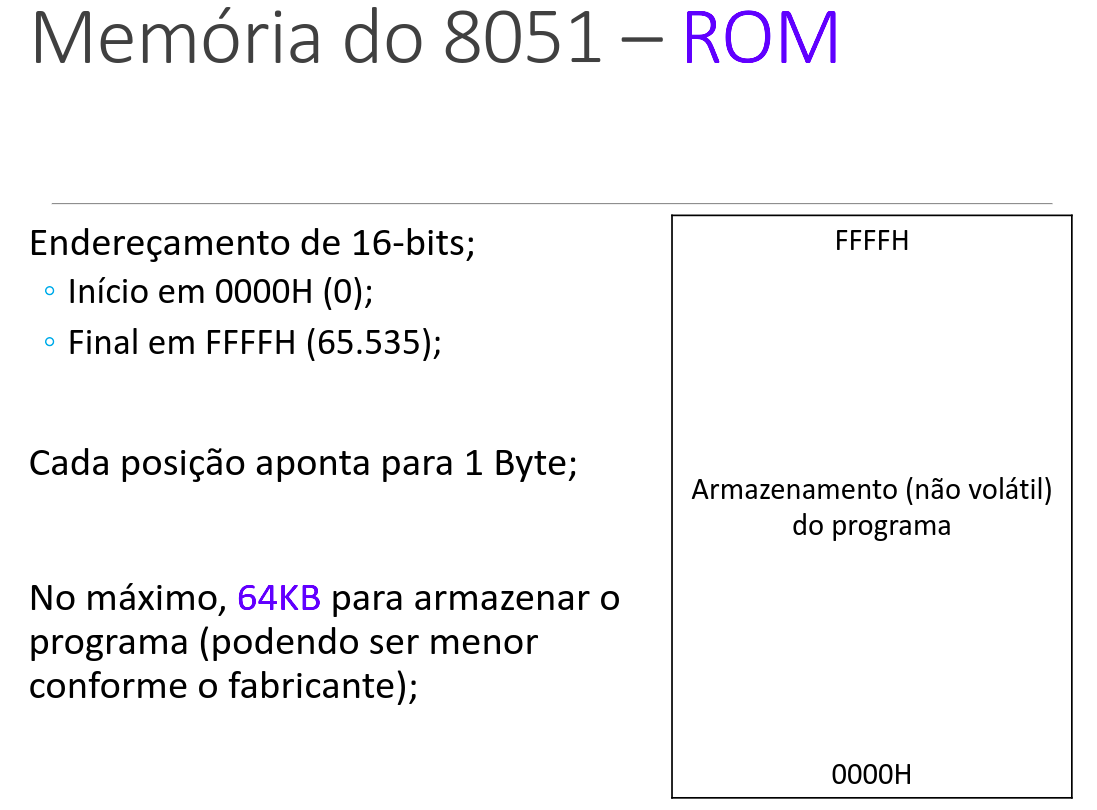 Memória do 8051 – ROM
Endereçamento de 16-bits;
◦ Início em 0000H (0);
◦ Final em FFFFH (65.535);
Cada posição aponta para 1 Byte;
No máximo, 64KB para armazenar o
programa (podendo ser menor
conforme o fabricante);
FFFFH
Armazenamento (não volátil)
do programa
0000H